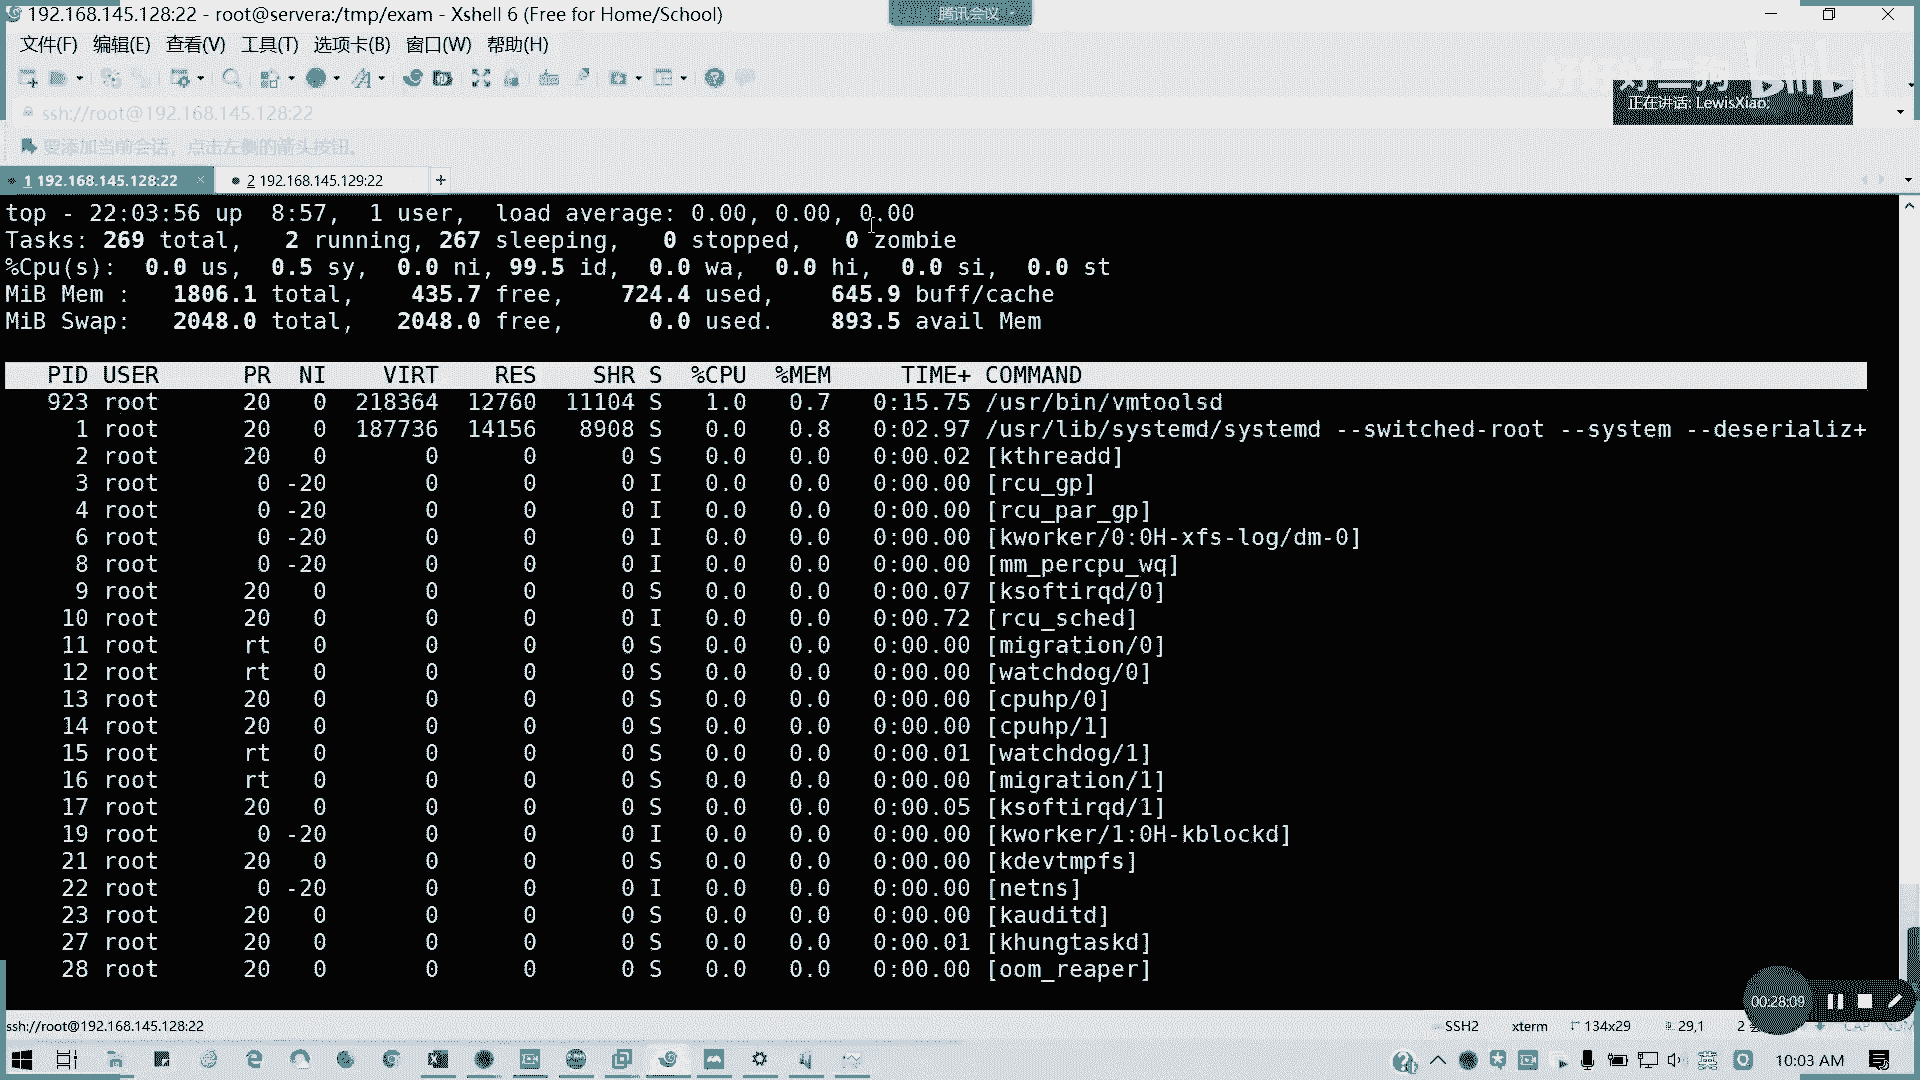 192.168.145.128:22 - root@servera:/tmp/exam - Xshell 6 (Free for Home/School)
腾讯会议
文件(F) 编辑(E) 查看(V) 工具(T) 选项卡(B) 窗口(W) 帮助(H)
正在讲话: LewisXiao;
ssh://root@192.168.145.128:22
要添加当前会话，点击左侧的箭头按钮。
1 192.168.145.128:22 × 2 192.168.145.129:22 +
top - 22:03:56 up  8:57,  1 user,  load average: 0.00, 0.00, 0.00
Tasks: 269 total,   2 running, 267 sleeping,   0 stopped,   0 zombie
%Cpu(s):  0.0 us,  0.5 sy,  0.0 ni, 99.5 id,  0.0 wa,  0.0 hi,  0.0 si,  0.0 st
MiB Mem :   1806.1 total,    435.7 free,    724.4 used,    645.9 buff/cache
MiB Swap:   2048.0 total,   2048.0 free,      0.0 used.    893.5 avail Mem
PID USER PR NI VIRT RES SHR S %CPU %MEM TIME+ COMMAND
923 root 20 0 218364 12760 11104 S 1.0 0.7 0:15.75 /usr/bin/vmtoolsd
1 root 20 0 187736 14156 8908 S 0.0 0.8 0:02.97 /usr/lib/systemd/systemd --switched-root --system --deserializ+
2 root 20 0 0 0 0 S 0.0 0.0 0:00.02 [kthreadd]
3 root 0 -20 0 0 0 I 0.0 0.0 0:00.00 [rcu_gp]
4 root 0 -20 0 0 0 I 0.0 0.0 0:00.00 [rcu_par_gp]
6 root 0 -20 0 0 0 I 0.0 0.0 0:00.00 [kworker/0:0H-xfs-log/dm-0]
8 root 0 -20 0 0 0 I 0.0 0.0 0:00.00 [mm_percpu_wq]
9 root 20 0 0 0 0 S 0.0 0.0 0:00.07 [ksoftirqd/0]
10 root 20 0 0 0 0 I 0.0 0.0 0:00.72 [rcu_sched]
11 root rt 0 0 0 0 S 0.0 0.0 0:00.00 [migration/0]
12 root rt 0 0 0 0 S 0.0 0.0 0:00.00 [watchdog/0]
13 root 20 0 0 0 0 S 0.0 0.0 0:00.00 [cpuhp/0]
14 root 20 0 0 0 0 S 0.0 0.0 0:00.00 [cpuhp/1]
15 root rt 0 0 0 0 S 0.0 0.0 0:00.01 [watchdog/1]
16 root rt 0 0 0 0 S 0.0 0.0 0:00.00 [migration/1]
17 root 20 0 0 0 0 S 0.0 0.0 0:00.05 [ksoftirqd/1]
19 root 0 -20 0 0 0 I 0.0 0.0 0:00.00 [kworker/1:0H-kblockd]
21 root 20 0 0 0 0 S 0.0 0.0 0:00.00 [kdevtmpfs]
22 root 0 -20 0 0 0 I 0.0 0.0 0:00.00 [netns]
23 root 20 0 0 0 0 S 0.0 0.0 0:00.00 [kauditd]
27 root 20 0 0 0 0 S 0.0 0.0 0:00.01 [khungtaskd]
28 root 20 0 0 0 0 S 0.0 0.0 0:00.00 [oom_reaper]
00:28:09
ssh://root@192.168.145.128:22 SSH2 xterm 134x29 29,1 2 CAP NUM
10:03 AM